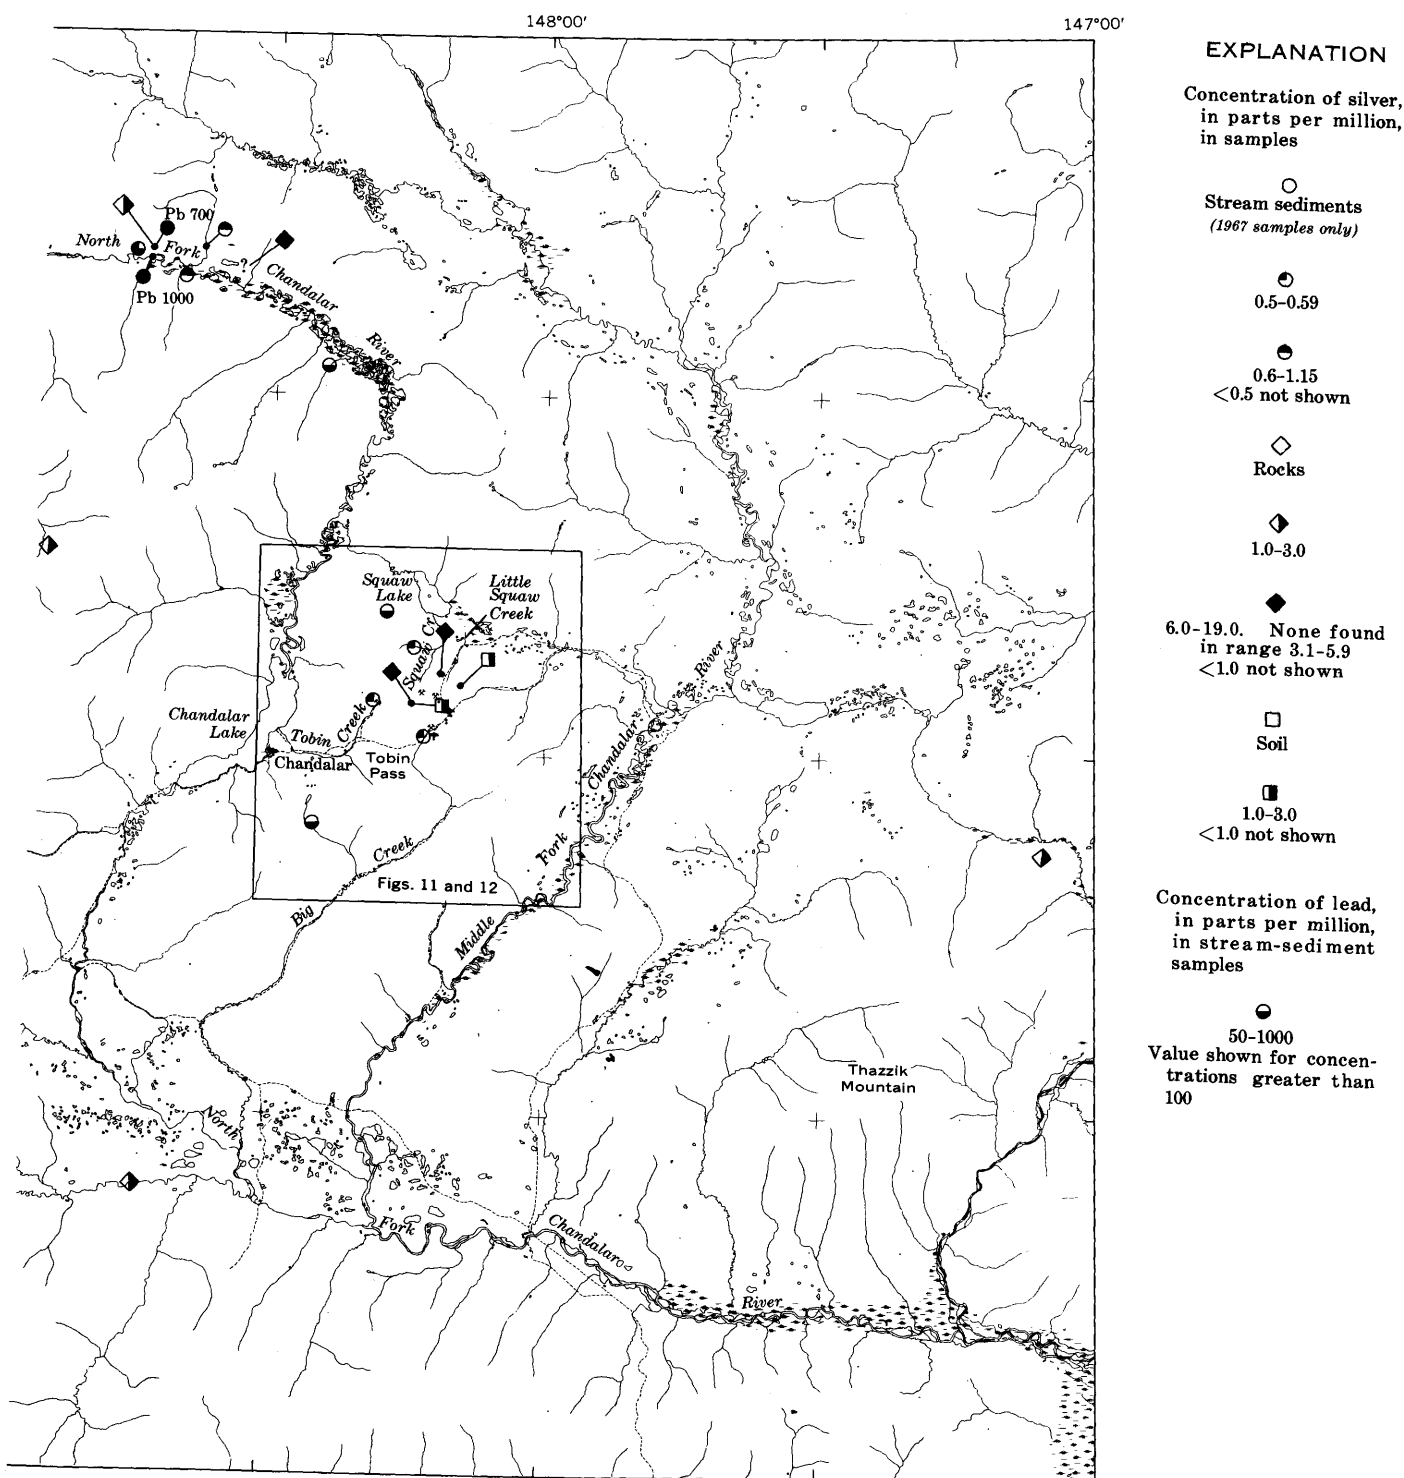 148°00'
147°00'
Pb 700
North
Fork
?
Chandalar
Pb 1000
River
Squaw
Lake
Little
Squaw
Creek
Squaw Cr
Chandalar
Lake
Tobin
Creek
Chandalar
Tobin
Pass
Big
Creek
Figs. 11 and 12
Middle
Fork
Chandalar
River
Thazzik
Mountain
North
Fork
Chandalar
River
EXPLANATION
Concentration of silver,
in parts per million,
in samples
Stream sediments
(1967 samples only)
0.5–0.59
0.6–1.15
<0.5 not shown
Rocks
1.0–3.0
6.0–19.0. None found
in range 3.1–5.9
<1.0 not shown
Soil
1.0–3.0
<1.0 not shown
Concentration of lead,
in parts per million,
in stream-sediment
samples
50–1000
Value shown for concen-
trations greater than
100